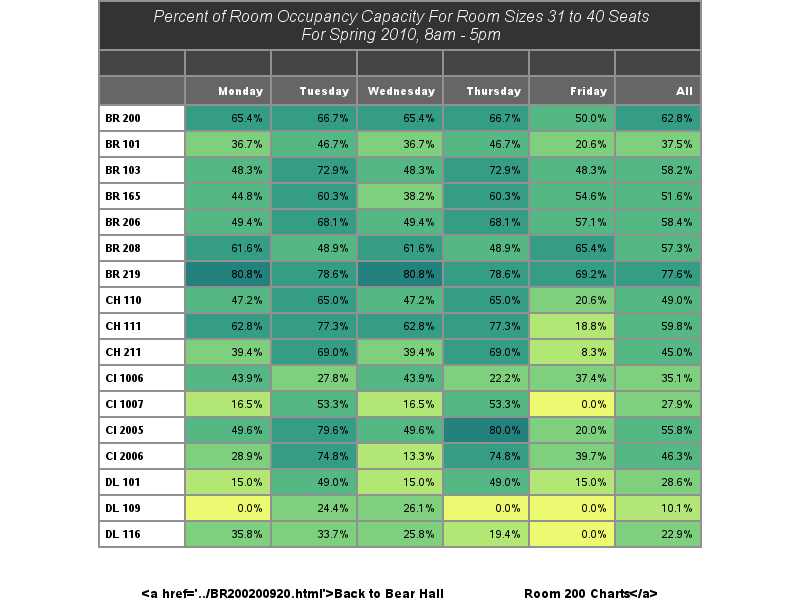 Percent of Room Occupancy Capacity For Room Sizes 31 to 40 Seats
For Spring 2010, 8am - 5pm
Monday Tuesday Wednesday Thursday Friday All
BR 200 65.4% 66.7% 65.4% 66.7% 50.0% 62.8%
BR 101 36.7% 46.7% 36.7% 46.7% 20.6% 37.5%
BR 103 48.3% 72.9% 48.3% 72.9% 48.3% 58.2%
BR 165 44.8% 60.3% 38.2% 60.3% 54.6% 51.6%
BR 206 49.4% 68.1% 49.4% 68.1% 57.1% 58.4%
BR 208 61.6% 48.9% 61.6% 48.9% 65.4% 57.3%
BR 219 80.8% 78.6% 80.8% 78.6% 69.2% 77.6%
CH 110 47.2% 65.0% 47.2% 65.0% 20.6% 49.0%
CH 111 62.8% 77.3% 62.8% 77.3% 18.8% 59.8%
CH 211 39.4% 69.0% 39.4% 69.0% 8.3% 45.0%
CI 1006 43.9% 27.8% 43.9% 22.2% 37.4% 35.1%
CI 1007 16.5% 53.3% 16.5% 53.3% 0.0% 27.9%
CI 2005 49.6% 79.6% 49.6% 80.0% 20.0% 55.8%
CI 2006 28.9% 74.8% 13.3% 74.8% 39.7% 46.3%
DL 101 15.0% 49.0% 15.0% 49.0% 15.0% 28.6%
DL 109 0.0% 24.4% 26.1% 0.0% 0.0% 10.1%
DL 116 35.8% 33.7% 25.8% 19.4% 0.0% 22.9%
<a href='../BR200200920.html'>Back to Bear Hall Room 200 Charts</a>